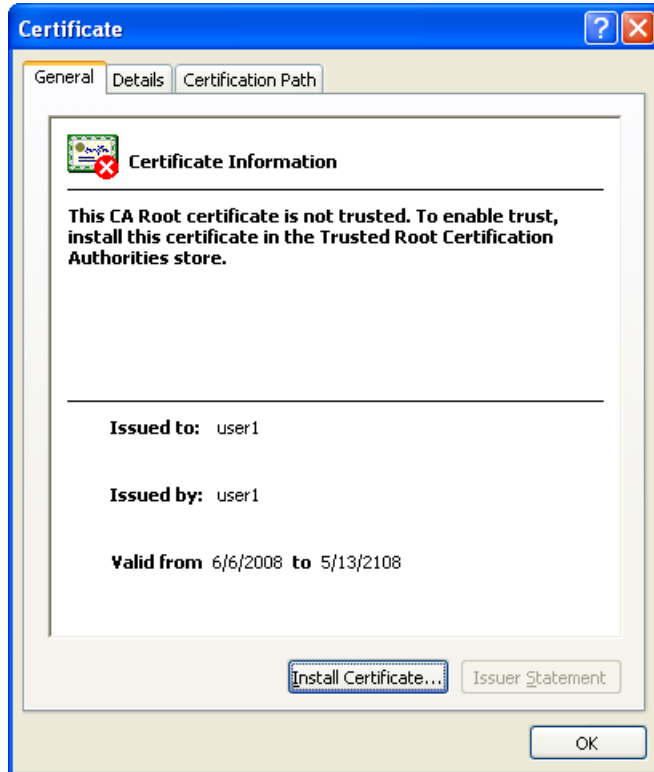 Certificate
General Details Certification Path
Certificate Information
This CA Root certificate is not trusted. To enable trust,
install this certificate in the Trusted Root Certification
Authorities store.
Issued to: user1
Issued by: user1
Valid from 6/6/2008 to 5/13/2108
Install Certificate... Issuer Statement
OK